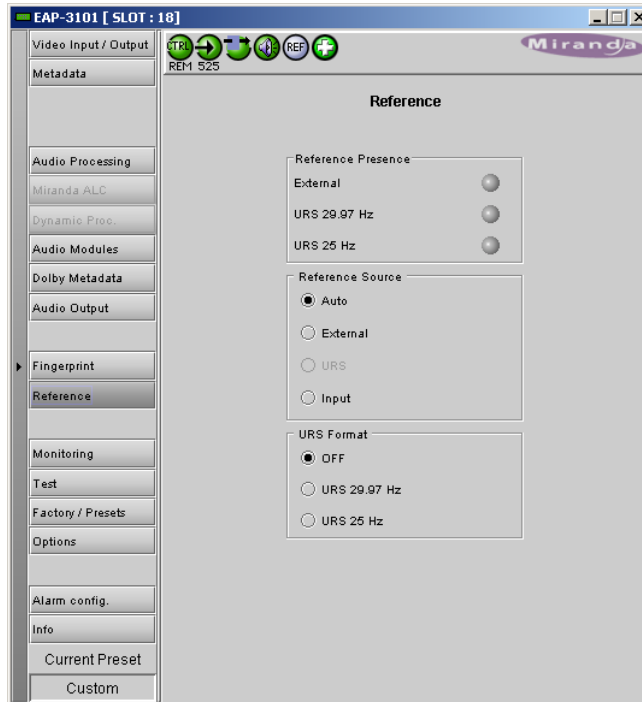 EAP-3101 [ SLOT : 18]
Video Input / Output
Metadata
Audio Processing
Miranda ALC
Dynamic Proc.
Audio Modules
Dolby Metadata
Audio Output
Fingerprint
Reference
Monitoring
Test
Factory / Presets
Options
Alarm config.
Info
Current Preset
Custom
CTRL
REF
REM 525
Miranda
Reference
Reference Presence
External
URS 29.97 Hz
URS 25 Hz
Reference Source
Auto
External
URS
Input
URS Format
OFF
URS 29.97 Hz
URS 25 Hz